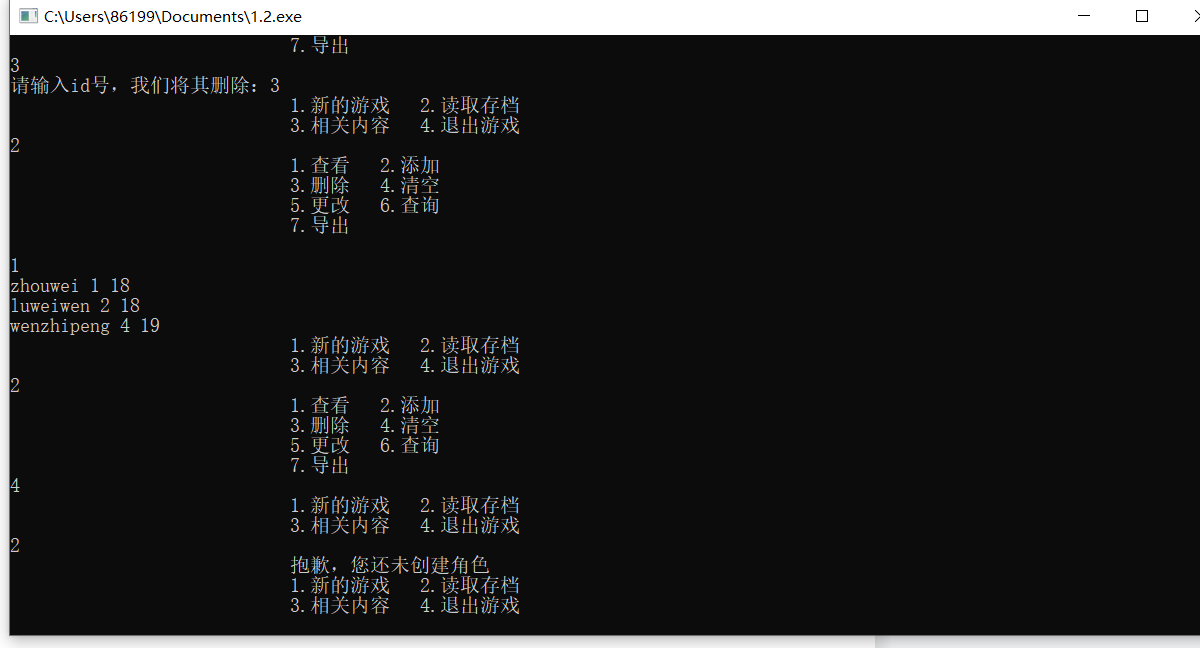 C:\Users\86199\Documents\1.2.exe
7.导出
3
请输入id号，我们将其删除：3
1.新的游戏 2.读取存档
3.相关内容 4.退出游戏
2
1.查看 2.添加
3.删除 4.清空
5.更改 6.查询
7.导出
1
zhouwei 1 18
luweiwen 2 18
wenzhipeng 4 19
1.新的游戏 2.读取存档
3.相关内容 4.退出游戏
2
1.查看 2.添加
3.删除 4.清空
5.更改 6.查询
7.导出
4
1.新的游戏 2.读取存档
3.相关内容 4.退出游戏
2
抱歉，您还未创建角色
1.新的游戏 2.读取存档
3.相关内容 4.退出游戏